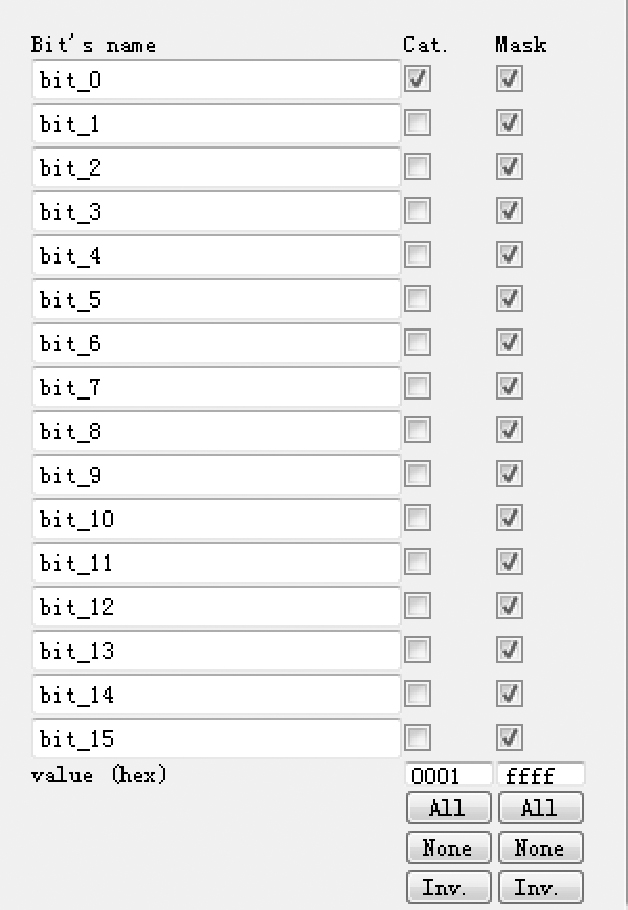 Bit's name Cat. Mask
bit_0
bit_1
bit_2
bit_3
bit_4
bit_5
bit_6
bit_7
bit_8
bit_9
bit_10
bit_11
bit_12
bit_13
bit_14
bit_15
value (hex) 0001 ffff
All All
None None
Inv. Inv.